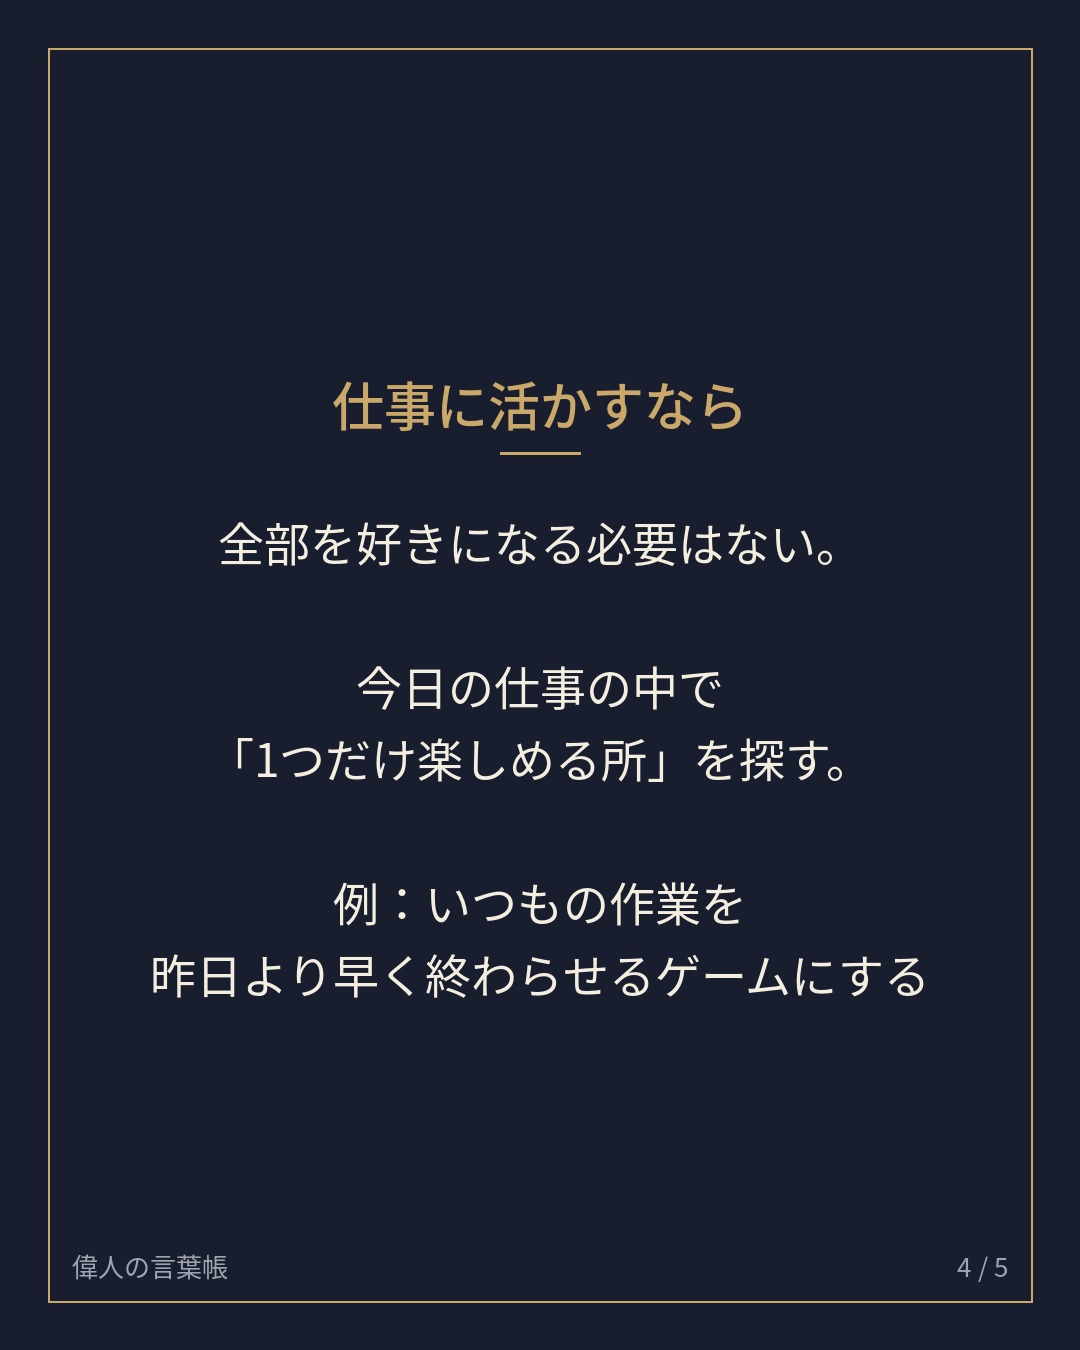 仕事に活かすなら
全部を好きになる必要はない。
今日の仕事の中で
「1つだけ楽しめる所」を探す。
例：いつもの作業を
昨日より早く終わらせるゲームにする
偉人の言葉帳
4 / 5